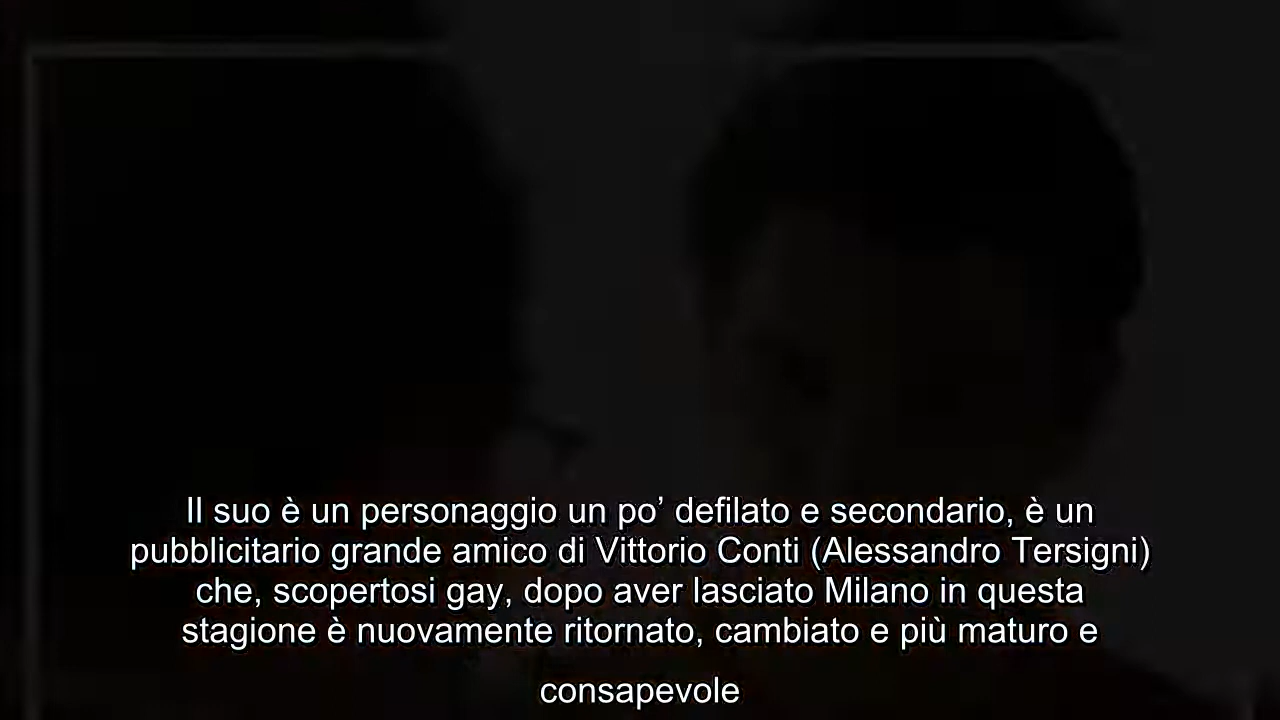 Il suo è un personaggio un po’ defilato e secondario, è un
pubblicitario grande amico di Vittorio Conti (Alessandro Tersigni)
che, scopertosi gay, dopo aver lasciato Milano in questa
stagione è nuovamente ritornato, cambiato e più maturo e
consapevole